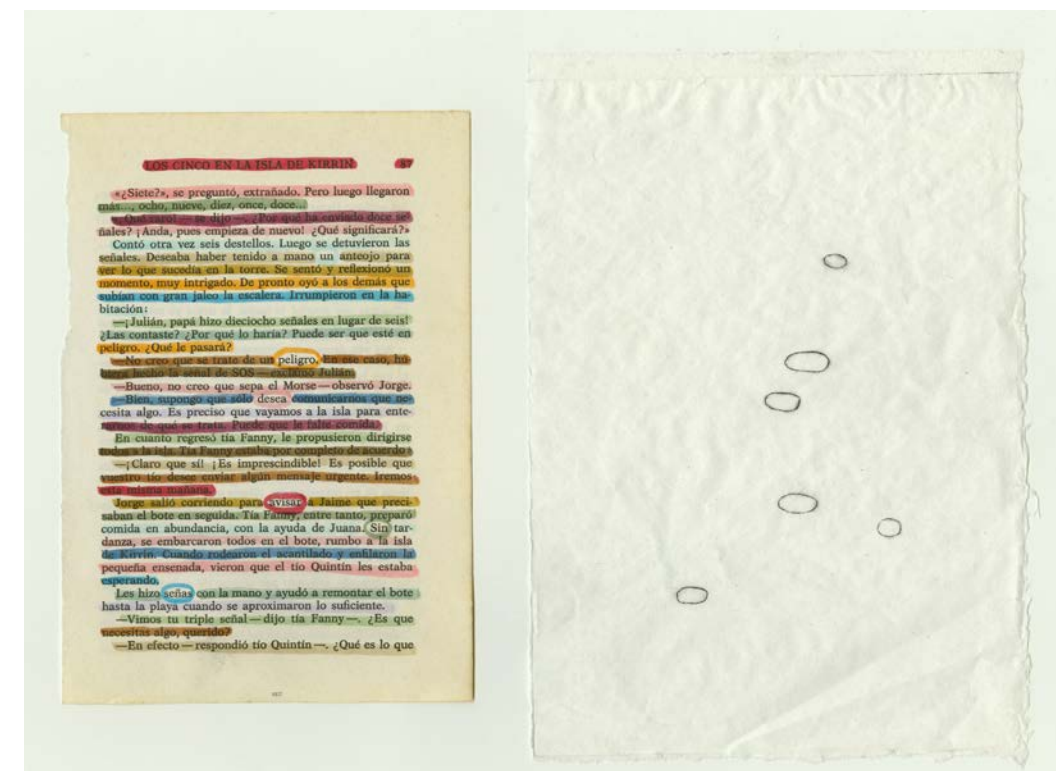 LOS CINCO EN LA ISLA DE KIRRIN 87
«¿Siete?», se preguntó, extrañado. Pero luego llegaron
más..., ocho, nueve, diez, once, doce...
—¡Qué raro! — se dijo —. ¿Por qué ha enviado doce se-
ñales? ¡Anda, pues empieza de nuevo! ¿Qué significará?»
Contó otra vez seis destellos. Luego se detuvieron las
señales. Deseaba haber tenido a mano un anteojo para
ver lo que sucedía en la torre. Se sentó y reflexionó un
momento, muy intrigado. De pronto oyó a los demás que
subían con gran jaleo la escalera. Irrumpieron en la ha-
bitación:
—¡Julián, papá hizo dieciocho señales en lugar de seis!
¿Las contaste? ¿Por qué lo haría? Puede ser que esté en
peligro. ¿Qué le pasará?
—No creo que se trate de un peligro. En ese caso, hu-
biera hecho la señal de SOS — exclamó Julián.
—Bueno, no creo que sepa el Morse — observó Jorge.
—Bien, supongo que sólo desea comunicarnos que ne-
cesita algo. Es preciso que vayamos a la isla para ente-
rarnos de qué se trata. Puede que le falte comida.
En cuanto regresó tía Fanny, le propusieron dirigirse
todos a la isla. Tía Fanny estaba por completo de acuerdo.
—¡Claro que sí! ¡Es imprescindible! Es posible que
vuestro tío desee enviar algún mensaje urgente. Iremos
esta misma mañana.
Jorge salió corriendo para avisar a Jaime que preci-
saban el bote en seguida. Tía Fanny, entre tanto, preparó
comida en abundancia, con la ayuda de Juana. Sin tar-
danza, se embarcaron todos en el bote, rumbo a la isla
de Kirrin. Cuando rodearon el acantilado y enfilaron la
pequeña ensenada, vieron que el tío Quintín les estaba
esperando.
Les hizo señas con la mano y ayudó a remontar el bote
hasta la playa cuando se aproximaron lo suficiente.
—Vimos tu triple señal — dijo tía Fanny —. ¿Es que
necesitas algo, querido?
—En efecto — respondió tío Quintín —. ¿Qué es lo que